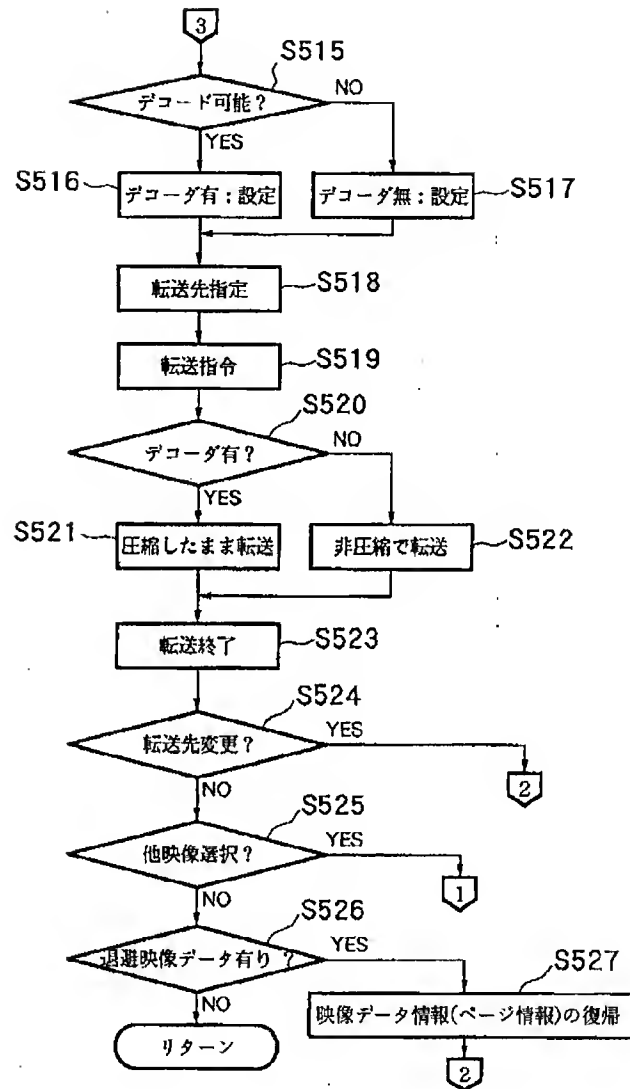 3
S515
デコード可能？
NO
YES
S516
デコーダ有：設定
デコーダ無：設定
S517
転送先指定
S518
転送指令
S519
S520
デコーダ有？
NO
YES
S521
圧縮したまま転送
非圧縮で転送
S522
転送終了
S523
S524
転送先変更？
YES
2
NO
S525
他映像選択？
YES
1
NO
S526
退避映像データ有り？
YES
S527
NO
映像データ情報(ページ情報)の復帰
リターン
2